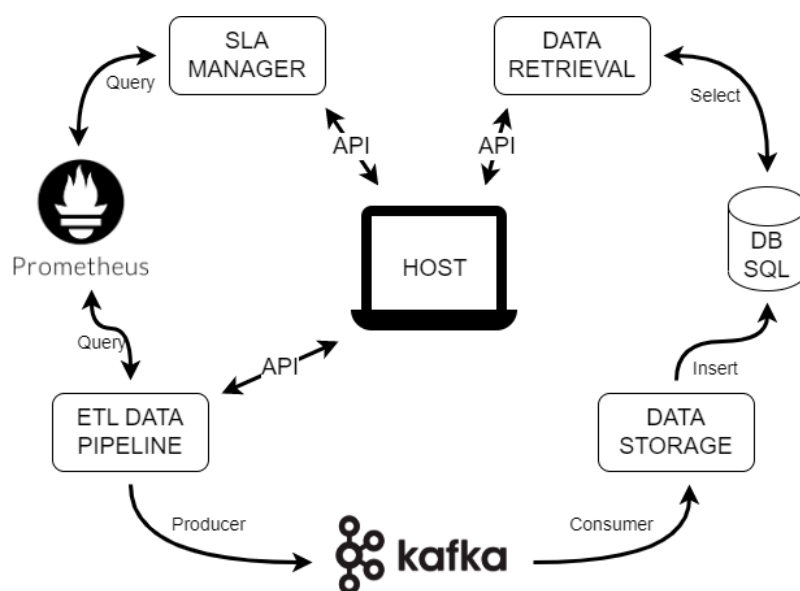 SLA
MANAGER
DATA
RETRIEVAL
Query
Select
API
API
Prometheus
HOST
DB
SQL
Query
API
Insert
ETL DATA
PIPELINE
DATA
STORAGE
Producer
kafka
Consumer